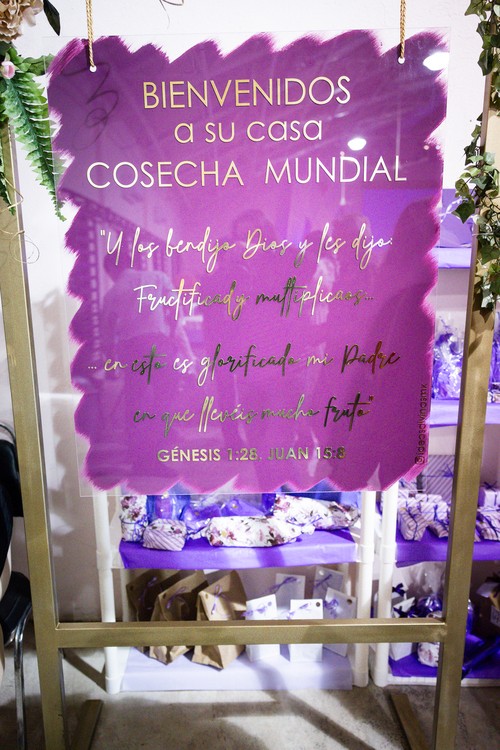 BIENVENIDOS
a su casa
COSECHA MUNDIAL
"Y los bendijo Dios y les dijo:
Fructificad y multiplicaos...
... en esto es glorificado mi Padre
en que llevéis mucho fruto"
GÉNESIS 1:28. JUAN 15:8